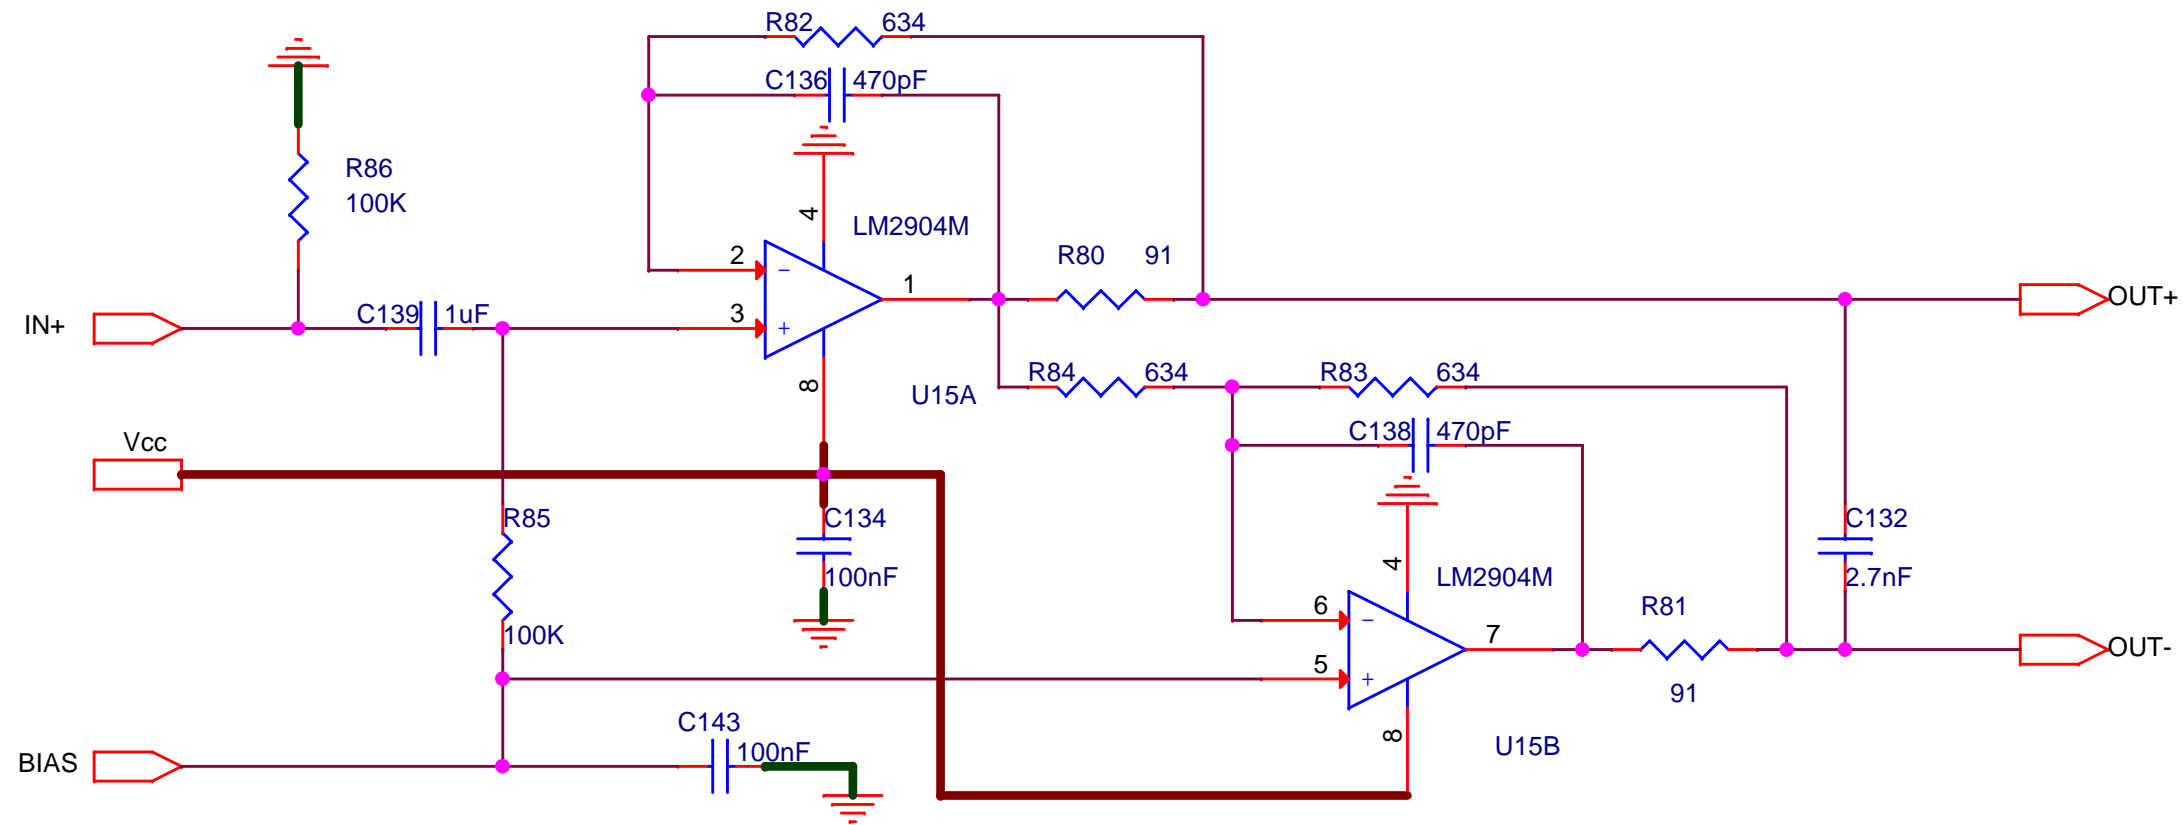 R82 634
C136 470pF
R86
100K
4
LM2904M
2
−
1
R80 91
IN+
C139 1uF
3
+
OUT+
8
U15A
R84 634
R83 634
Vcc
C138 470pF
R85
C134
100nF
C132
2.7nF
4
LM2904M
100K
6
−
7
R81
5
+
91
OUT-
8
U15B
C143
100nF
BIAS